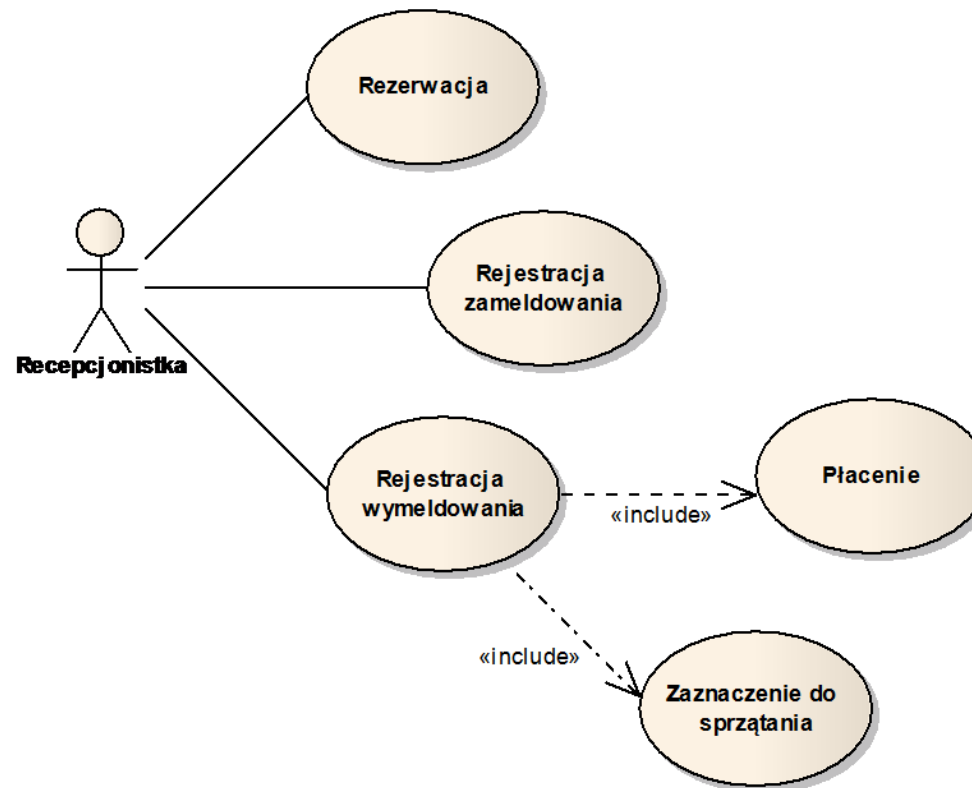 Rezerwacja
Rejestracja
zameldowania
Recepcjonistka
Rejestracja
wymeldowania
«include»
Płacenie
«include»
Zaznaczenie do
sprzątania